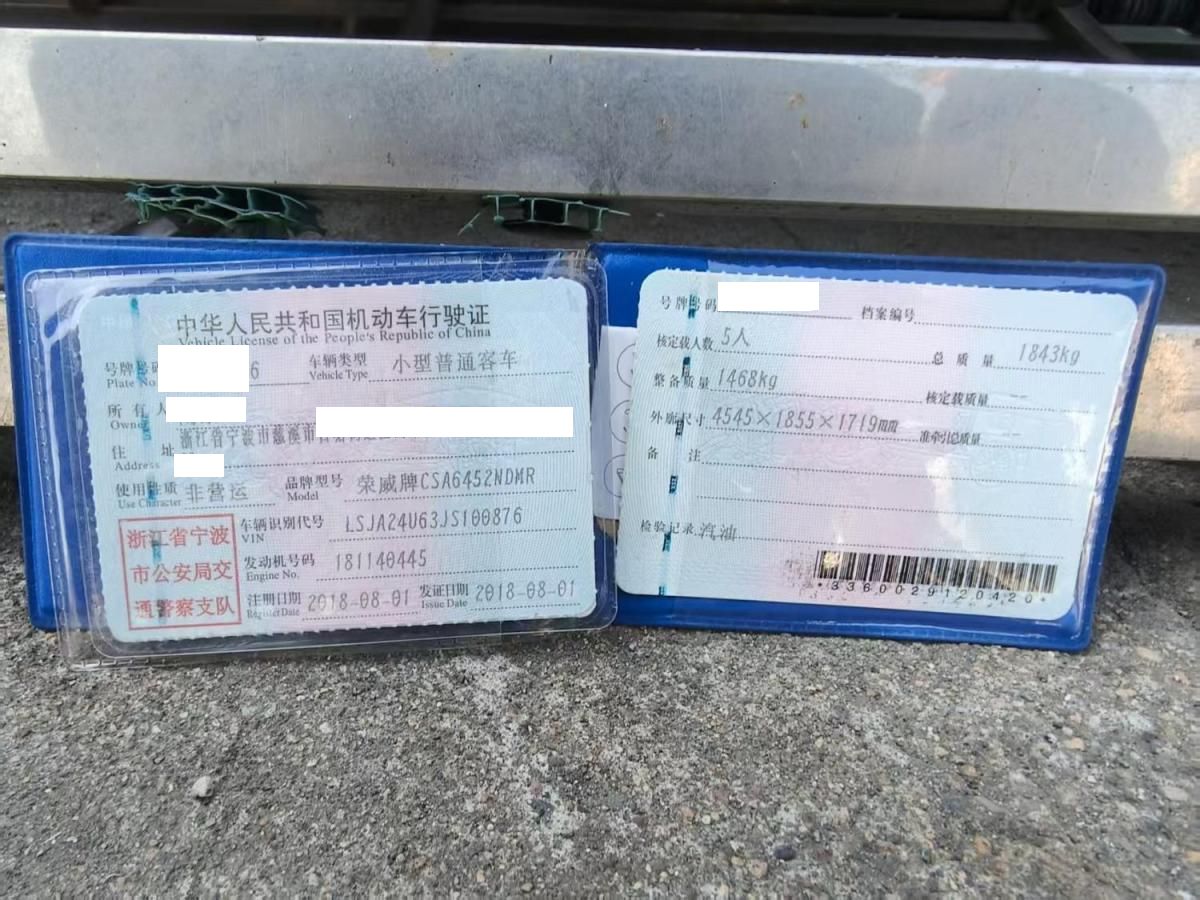 中华人民共和国机动车行驶证
Vehicle License of the People's Republic of China
号牌号码 6 车辆类型 小型普通客车
Plate No. Vehicle Type
所有人
Owner
浙江省宁波市慈溪市
住址
Address
使用性质 非营运 品牌型号 荣威牌CSA6452NDMR
Use Character Model
车辆识别代号 LSJA24U63JS100876
VIN
发动机号码 181140445
Engine No.
注册日期 2018-08-01 发证日期 2018-08-01
Register Date Issue Date
浙江省宁波
市公安局交
通警察支队
号牌号码 档案编号
核定载人数 5人 总质量 1843kg
整备质量 1468kg 核定载质量 --
外廓尺寸 4545×1855×1719mm 准牵引总质量 --
备注
检验记录 汽油
*3360029120420*